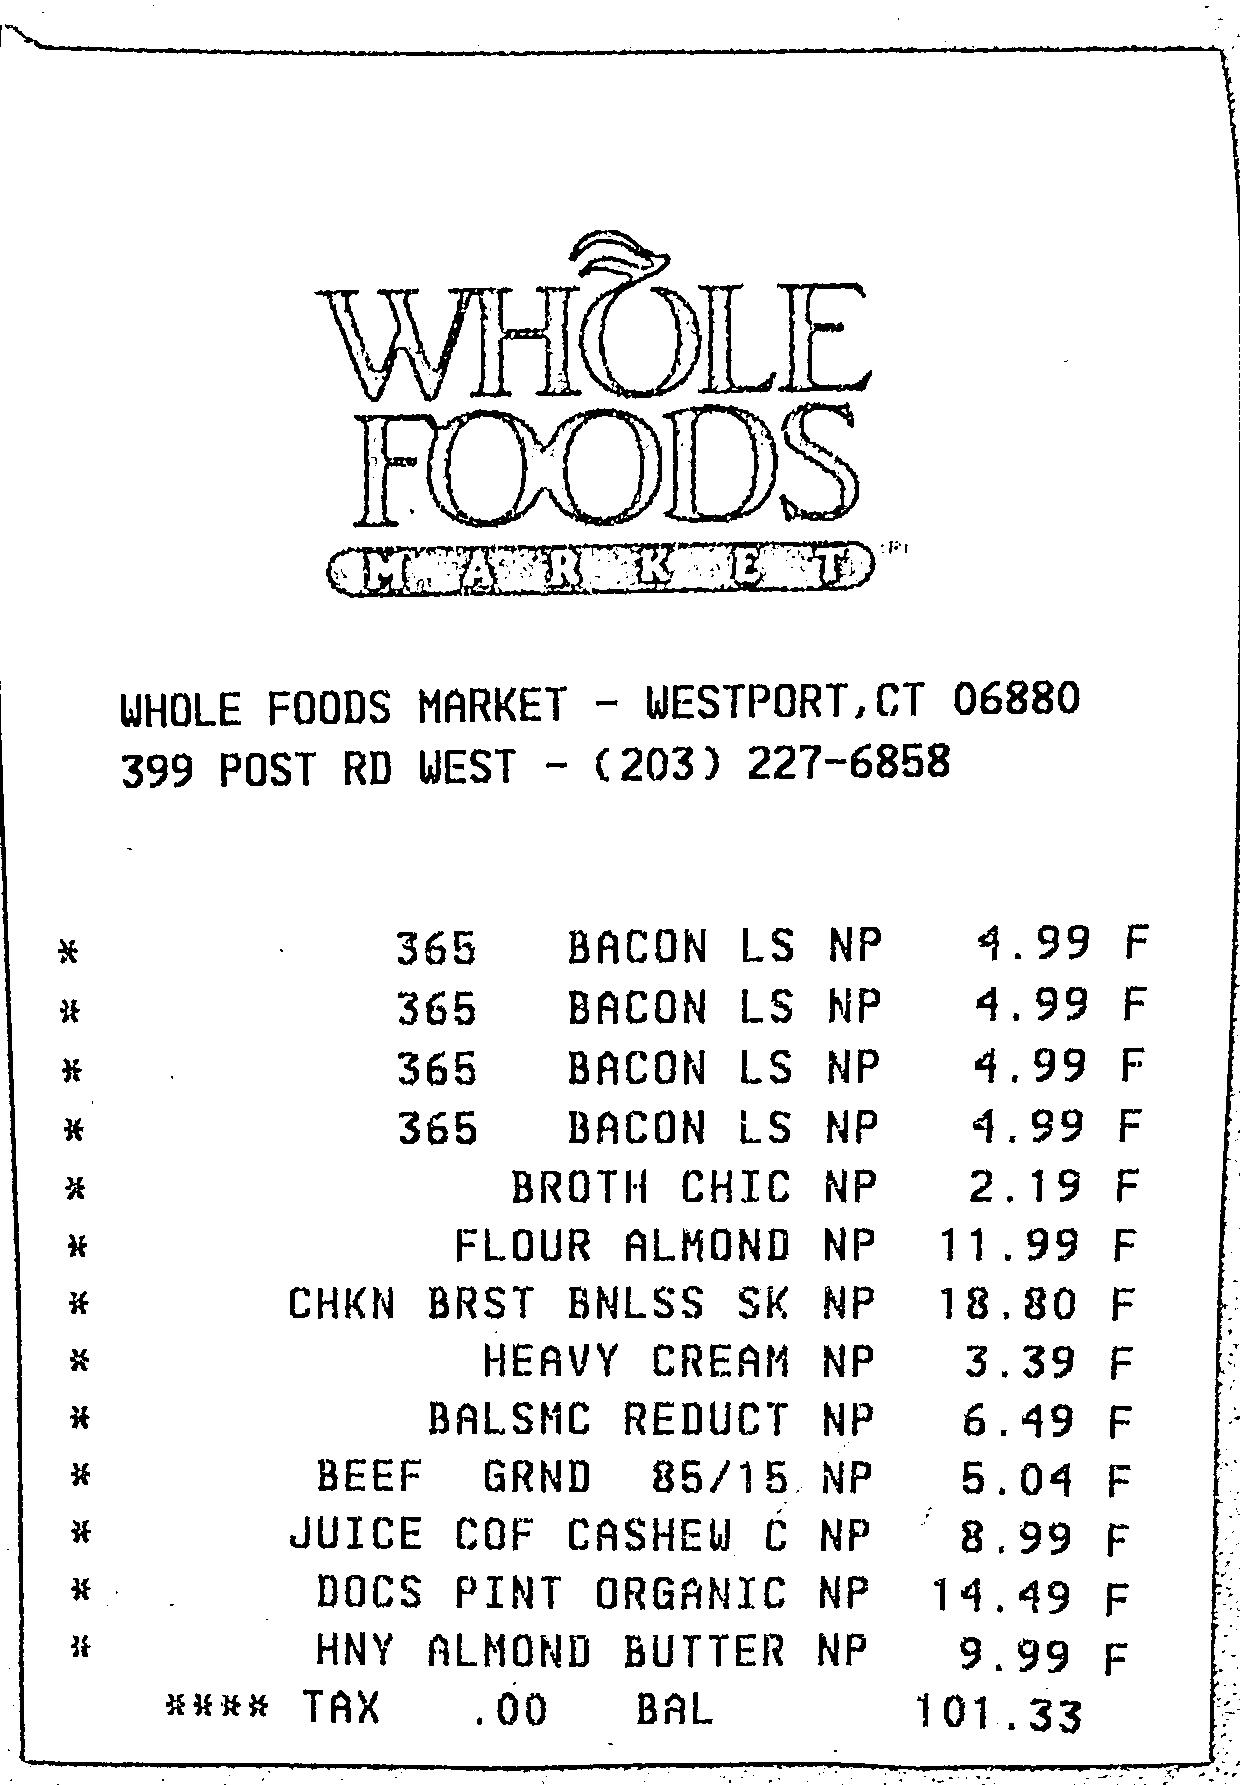 WHOLE
FOODS
MARKET
WHOLE FOODS MARKET - WESTPORT,CT 06880
399 POST RD WEST - (203) 227-6858
* 365 BACON LS NP 4.99 F
* 365 BACON LS NP 4.99 F
* 365 BACON LS NP 4.99 F
* 365 BACON LS NP 4.99 F
* BROTH CHIC NP 2.19 F
* FLOUR ALMOND NP 11.99 F
* CHKN BRST BNLSS SK NP 18.80 F
* HEAVY CREAM NP 3.39 F
* BALSMC REDUCT NP 6.49 F
* BEEF GRND 85/15 NP 5.04 F
* JUICE COF CASHEW C NP 8.99 F
* DOCS PINT ORGANIC NP 14.49 F
* HNY ALMOND BUTTER NP 9.99 F
**** TAX .00 BAL 101.33